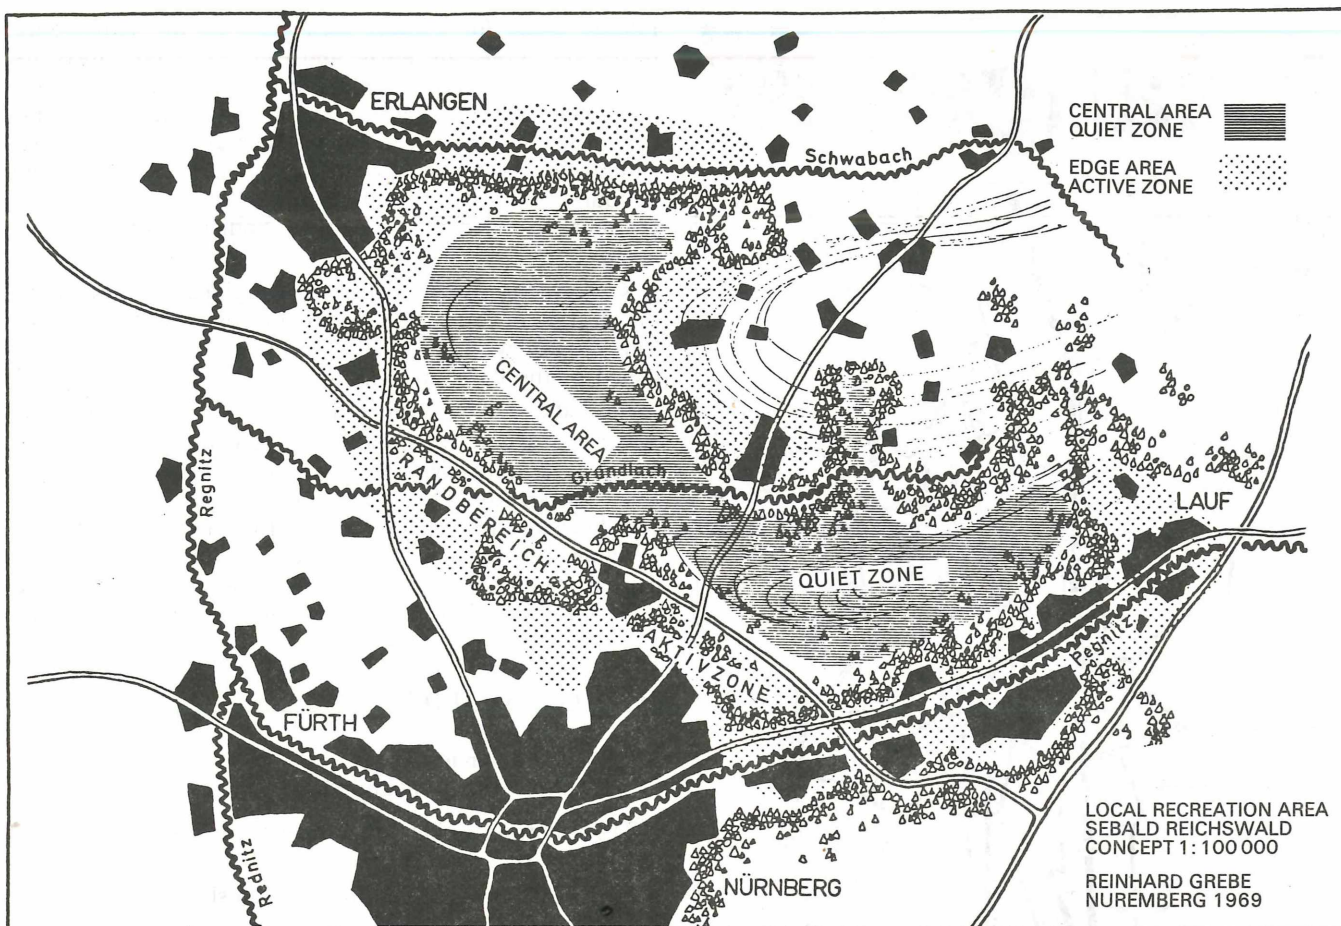 ERLANGEN
Schwabach
CENTRAL AREA
QUIET ZONE
EDGE AREA
ACTIVE ZONE
CENTRAL AREA
Gründlach
Regnitz
RANDBEREICH
LAUF
QUIET ZONE
AKTIVZONE
Pegnitz
FÜRTH
Rednitz
NÜRNBERG
LOCAL RECREATION AREA
SEBALD REICHSWALD
CONCEPT 1:100 000
REINHARD GREBE
NUREMBERG 1969